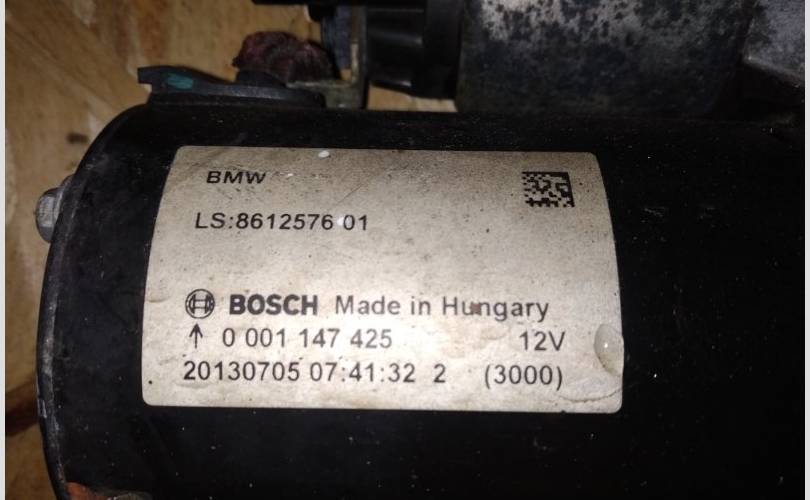 BMW
LS:8612576 01
BOSCH Made in Hungary
0 001 147 425 12V
20130705 07:41:32 2 (3000)